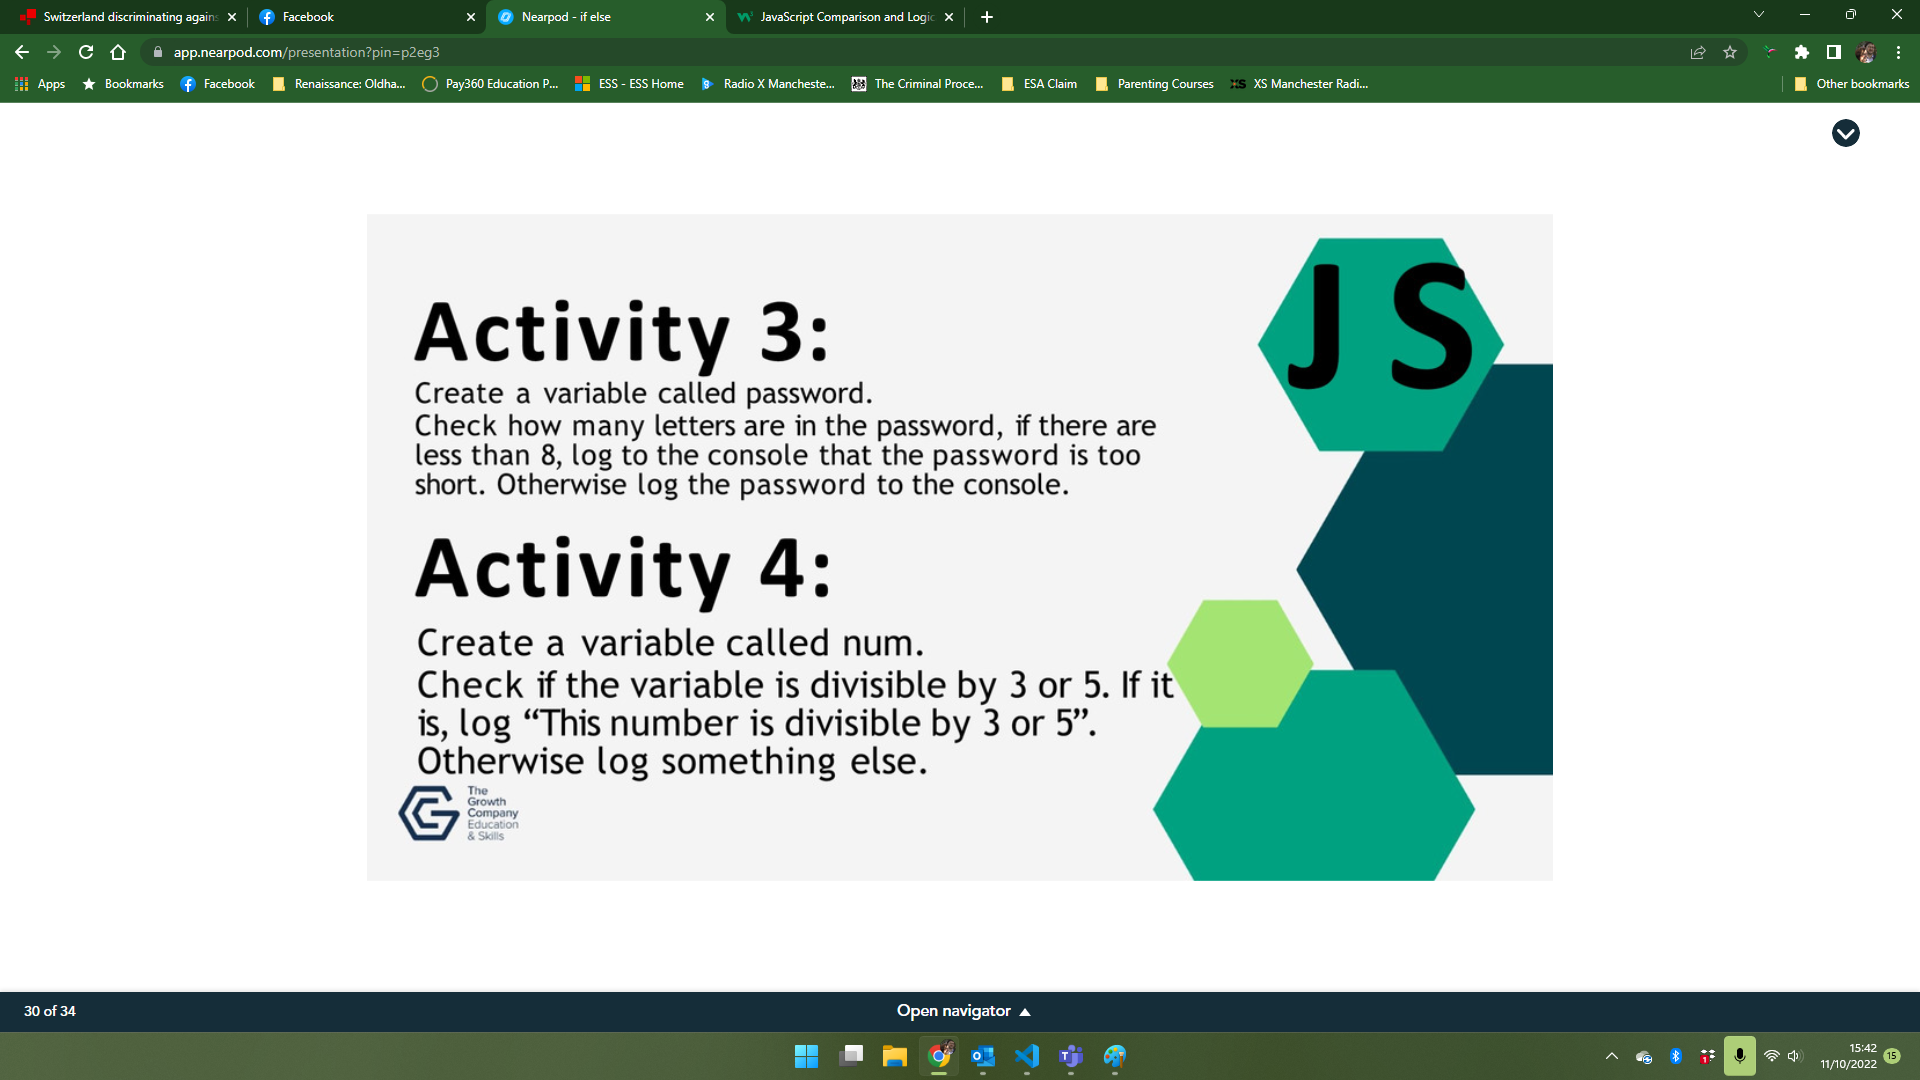 Switzerland discriminating agains
Facebook
Nearpod - if else
JavaScript Comparison and Logic
app.nearpod.com/presentation?pin=p2eg3
Apps
Bookmarks
Facebook
Renaissance: Oldha...
Pay360 Education P...
ESS - ESS Home
Radio X Mancheste...
The Criminal Proce...
ESA Claim
Parenting Courses
XS Manchester Radi...
Other bookmarks
J S
Activity 3:
Create a variable called password.
Check how many letters are in the password, if there are
less than 8, log to the console that the password is too
short. Otherwise log the password to the console.
Activity 4:
Create a variable called num.
Check if the variable is divisible by 3 or 5. If it
is, log “This number is divisible by 3 or 5”.
Otherwise log something else.
The
Growth
Company
Education
& Skills
30 of 34
Open navigator
15:42
11/10/2022
15